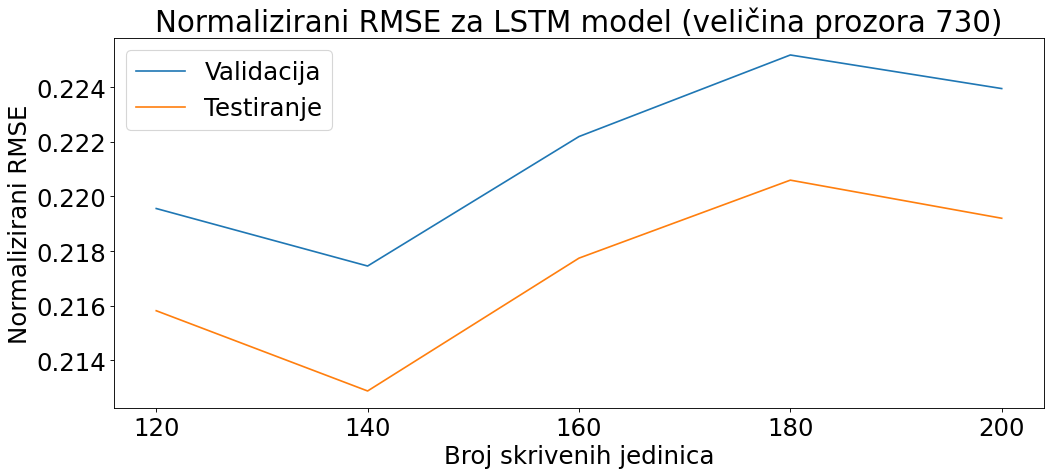 Normalizirani RMSE za LSTM model (veličina prozora 730)
Validacija
Testiranje
Normalizirani RMSE
0.224
0.222
0.220
0.218
0.216
0.214
120 140 160 180 200
Broj skrivenih jedinica